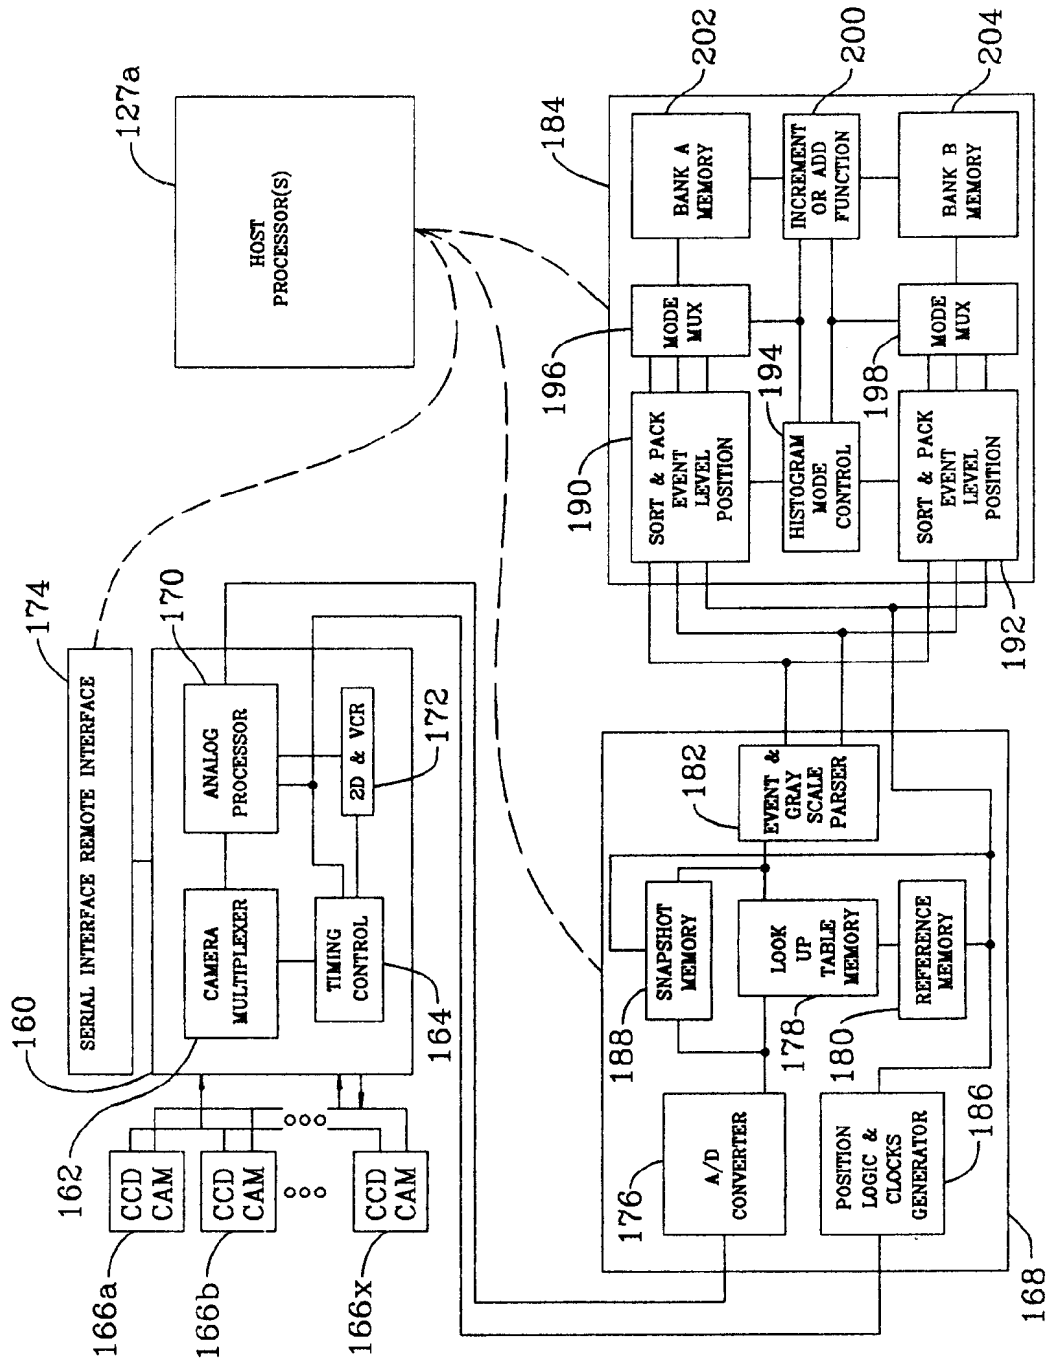 127a
HOST
PROCESSOR(S)
174
SERIAL INTERFACE REMOTE INTERFACE
160
170
ANALOG
PROCESSOR
CAMERA
MULTIPLEXER
162
TIMING
CONTROL
164
2D & VCR
172
CCD
CAM
166a
CCD
CAM
166b
CCD
CAM
166x
184
202
BANK A
MEMORY
200
INCREMENT
OR ADD
FUNCTION
204
BANK B
MEMORY
196
MODE
MUX
198
MODE
MUX
190
SORT & PACK
EVENT
LEVEL
POSITION
194
HISTOGRAM
MODE
CONTROL
192
SORT & PACK
EVENT
LEVEL
POSITION
182
EVENT &
GRAY
SCALE
PARSER
188
SNAPSHOT
MEMORY
LOOK
UP
TABLE
MEMORY
178
REFERENCE
MEMORY
180
176
A/D
CONVERTER
POSITION
LOGIC &
CLOCKS
GENERATOR
186
168